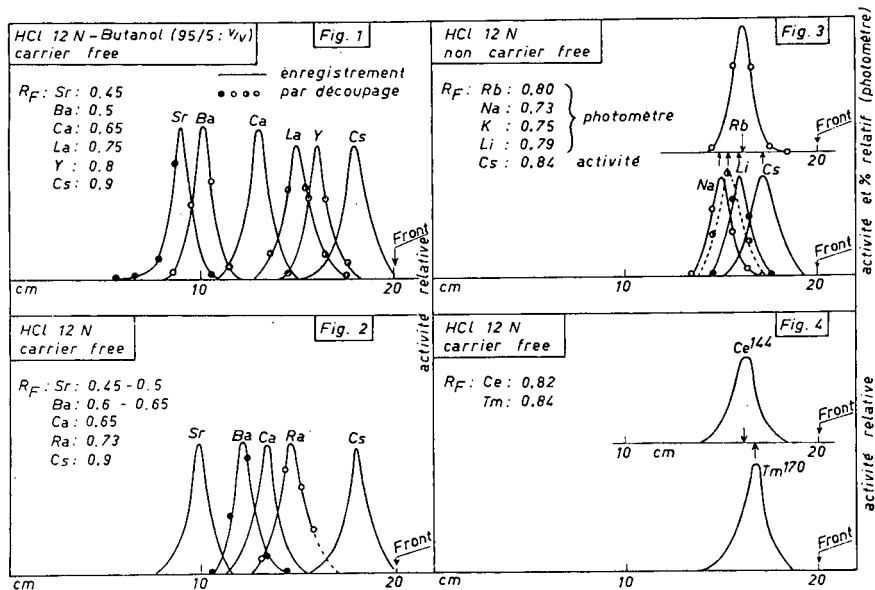 HCl 12 N - Butanol (95/5 : v/v)
carrier free
Fig. 1
enregistrement
par découpage
RF : Sr : 0.45
Ba : 0.5
Ca : 0.65
La : 0.75
Y : 0.8
Cs : 0.9
Sr
Ba
Ca
La
Y
Cs
Front
cm
10
20
activité relative
HCl 12 N
carrier free
Fig. 2
RF : Sr : 0.45 - 0.5
Ba : 0.6 - 0.65
Ca : 0.65
Ra : 0.73
Cs : 0.9
Sr
Ba
Ca
Ra
Cs
Front
cm
10
20
HCl 12 N
non carrier free
Fig. 3
RF : Rb : 0.80
Na : 0.73
K : 0.75
Li : 0.79
photomètre
Cs : 0.84 activité
Rb
Front
20
Na
Li
Cs
Front
cm
10
20
activité et % relatif (photomètre)
HCl 12 N
carrier free
Fig. 4
RF : Ce : 0.82
Tm : 0.84
Ce144
Front
10
cm
20
Tm170
Front
cm
10
20
activité relative